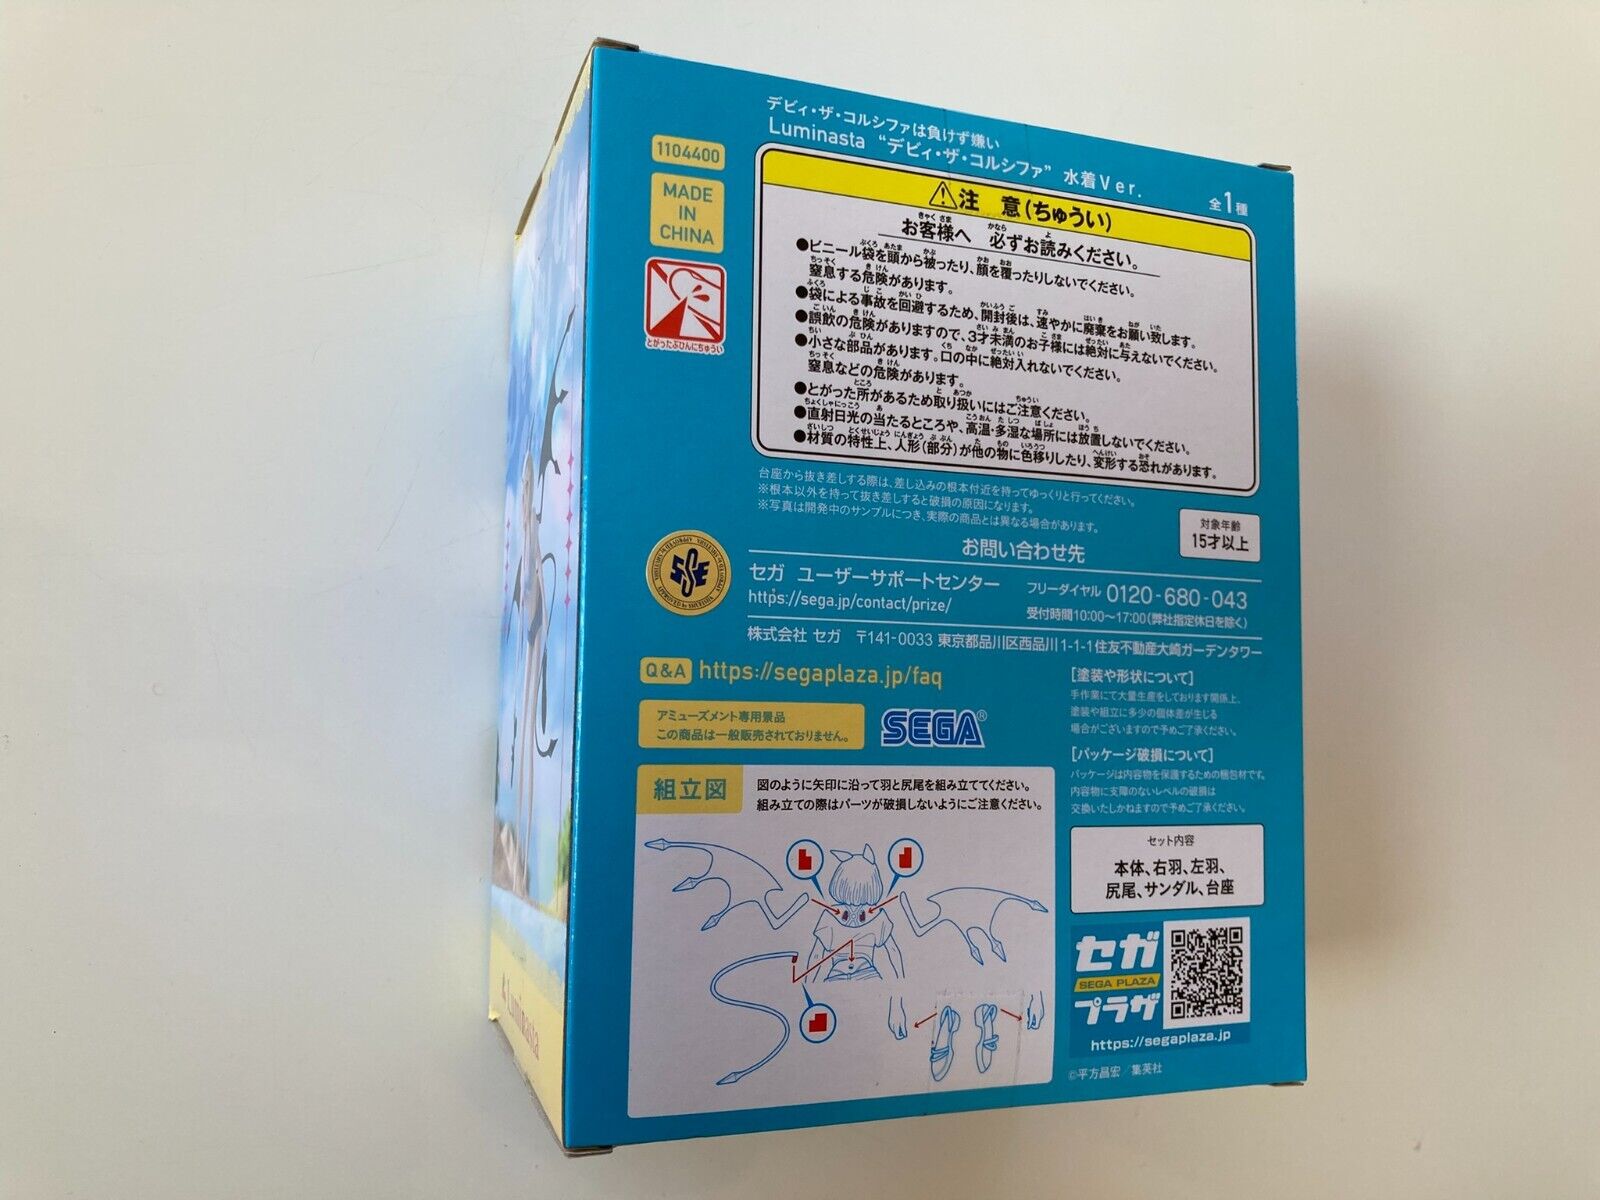 デビィ・ザ・コルシファは負けず嫌い
Luminasta “デビィ・ザ・コルシファ” 水着Ver.
全1種
1104400
MADE
IN
CHINA
とがったぶひんにちゅうい
⚠注 意(ちゅうい)
お客様へ 必ずお読みください。
●ビニール袋を頭から被ったり、顔を覆ったりしないでください。
窒息する危険があります。
●袋による事故を回避するため、開封後は、速やかに廃棄をお願い致します。
●誤飲の危険がありますので、3才未満のお子様には絶対に与えないでください。
●小さな部品があります。口の中に絶対入れないでください。
窒息などの危険があります。
●とがった所があるため取り扱いにはご注意ください。
●直射日光の当たるところや、高温・多湿な場所には放置しないでください。
●材質の特性上、人形(部分)が他の物に色移りしたり、変形する恐れがあります。
台座から抜き差しする際は、差し込みの根本付近を持ってゆっくりと行ってください。
※根本以外を持って抜き差しすると破損の原因になります。
※写真は開発中のサンプルにつき、実際の商品とは異なる場合があります。
対象年齢
15才以上
お問い合わせ先
セガ ユーザーサポートセンター
https://sega.jp/contact/prize/
フリーダイヤル 0120-680-043
受付時間10:00～17:00(弊社指定休日を除く)
株式会社 セガ 〒141-0033 東京都品川区西品川1-1-1住友不動産大崎ガーデンタワー
Q&A https://segaplaza.jp/faq
アミューズメント専用景品
この商品は一般販売されておりません。
SEGA®
[塗装や形状について]
手作業にて大量生産をしております関係上、
塗装や組立に多少の個体差が生じる
場合がございますので予めご了承ください。
[パッケージ破損について]
パッケージは内容物を保護するための梱包材です。
内容物に支障のないレベルの破損は
交換いたしかねますので予めご了承ください。
組立図
図のように矢印に沿って羽と尻尾を組み立ててください。
組み立ての際はパーツが破損しないようにご注意ください。
セット内容
本体、右羽、左羽、
尻尾、サンダル、台座
セガ
SEGA PLAZA
プラザ
https://segaplaza.jp
©平方昌宏／集英社
Luminasta